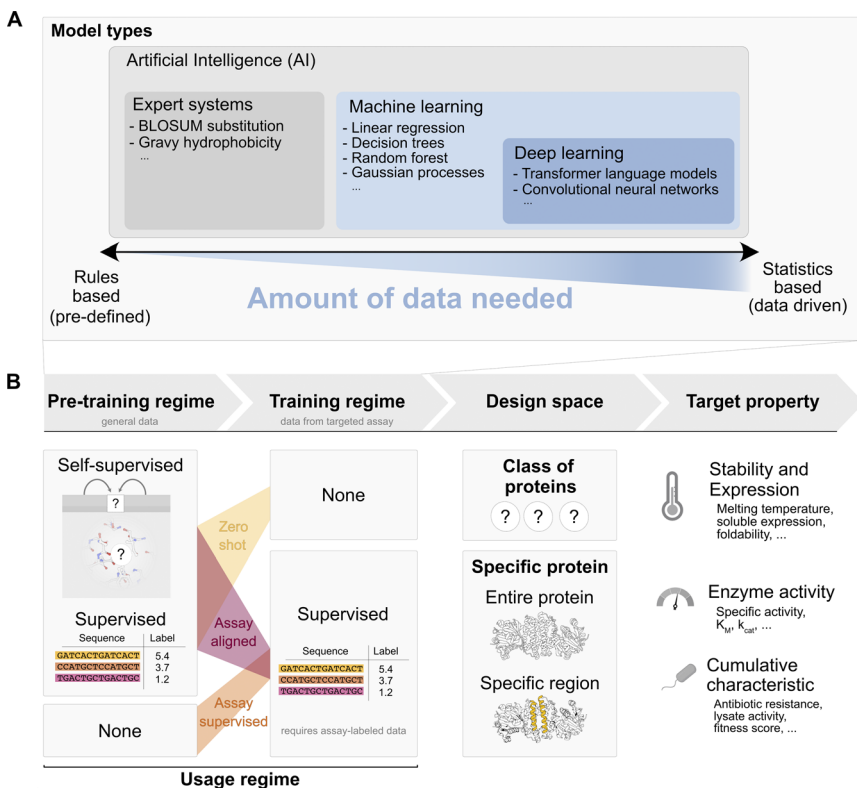 A
Model types
Artificial Intelligence (AI)
Expert systems
- BLOSUM substitution
- Gravy hydrophobicity
...
Machine learning
- Linear regression
- Decision trees
- Random forest
- Gaussian processes
...
Deep learning
- Transformer language models
- Convolutional neural networks
...
Rules
based
(pre-defined)
Amount of data needed
Statistics
based
(data driven)
B
Pre-training regime
general data
Training regime
data from targeted assay
Design space
Target property
Self-supervised
?
?
Supervised
Sequence Label
GATCACTGATCACT 5.4
CCATGCTCCATGCT 3.7
TGACTGCTGACTGC 1.2
None
Zero
shot
Assay
aligned
Assay
supervised
None
Supervised
Sequence Label
GATCACTGATCACT 5.4
CCATGCTCCATGCT 3.7
TGACTGCTGACTGC 1.2
requires assay-labeled data
Usage regime
Class of
proteins
? ? ?
Specific protein
Entire protein
Specific region
Stability and
Expression
Melting temperature,
soluble expression,
foldability, ...
Enzyme activity
Specific activity,
K_M, k_cat, ...
Cumulative
characteristic
Antibiotic resistance,
lysate activity,
fitness score, ...